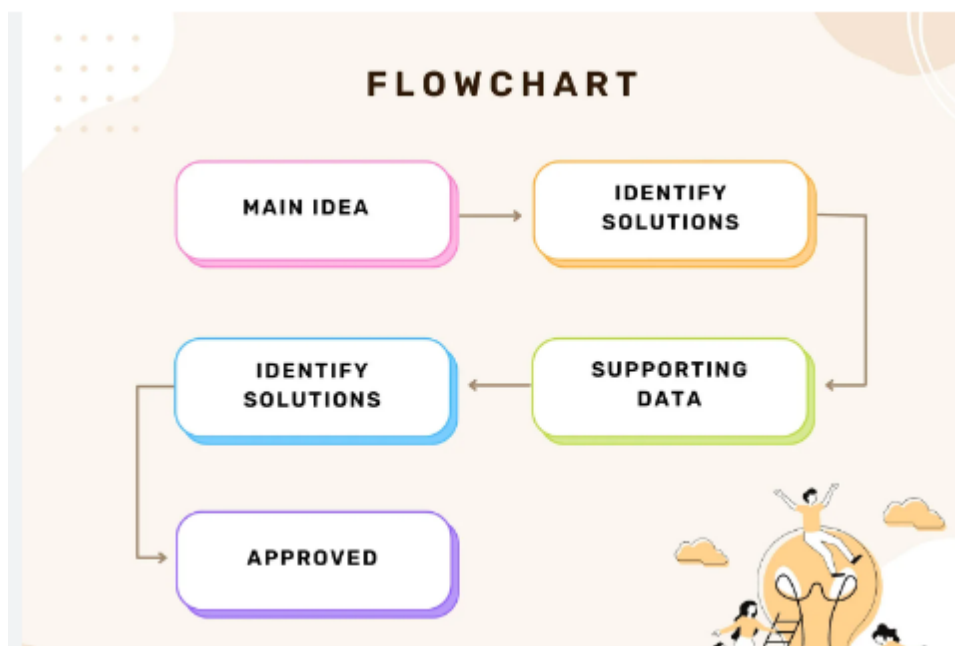 FLOWCHART
MAIN IDEA
IDENTIFY
SOLUTIONS
SUPPORTING
DATA
IDENTIFY
SOLUTIONS
APPROVED